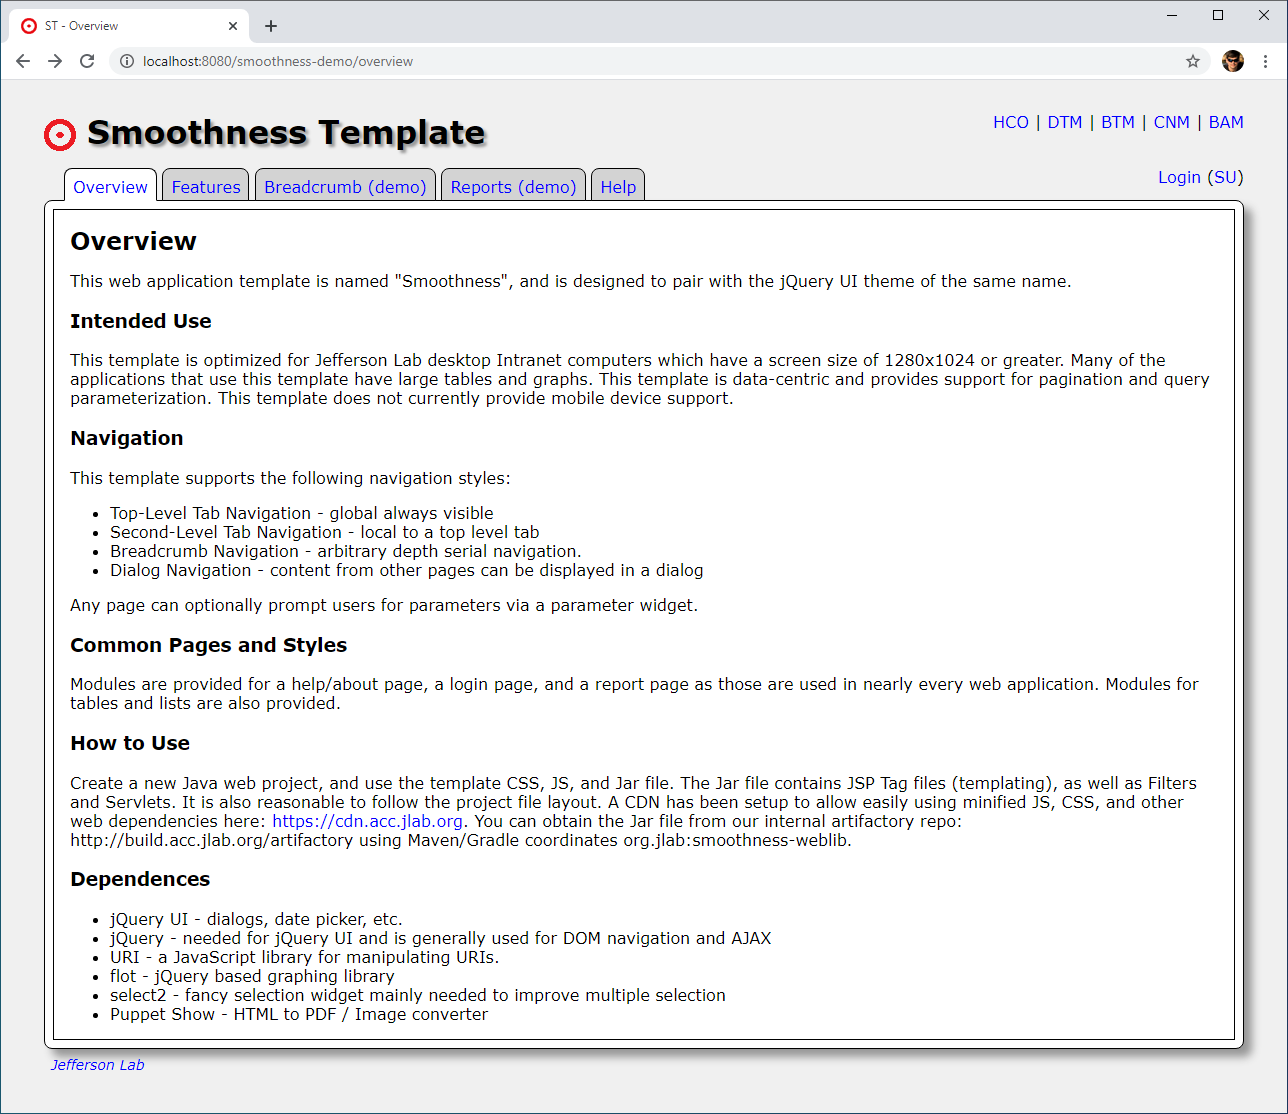 ST - Overview
localhost:8080/smoothness-demo/overview
Smoothness Template
HCO | DTM | BTM | CNM | BAM
Login (SU)
Overview Features Breadcrumb (demo) Reports (demo) Help
Overview
This web application template is named "Smoothness", and is designed to pair with the jQuery UI theme of the same name.
Intended Use
This template is optimized for Jefferson Lab desktop Intranet computers which have a screen size of 1280x1024 or greater. Many of the
applications that use this template have large tables and graphs. This template is data-centric and provides support for pagination and query
parameterization. This template does not currently provide mobile device support.
Navigation
This template supports the following navigation styles:
• Top-Level Tab Navigation - global always visible
• Second-Level Tab Navigation - local to a top level tab
• Breadcrumb Navigation - arbitrary depth serial navigation.
• Dialog Navigation - content from other pages can be displayed in a dialog
Any page can optionally prompt users for parameters via a parameter widget.
Common Pages and Styles
Modules are provided for a help/about page, a login page, and a report page as those are used in nearly every web application. Modules for
tables and lists are also provided.
How to Use
Create a new Java web project, and use the template CSS, JS, and Jar file. The Jar file contains JSP Tag files (templating), as well as Filters
and Servlets. It is also reasonable to follow the project file layout. A CDN has been setup to allow easily using minified JS, CSS, and other
web dependencies here: https://cdn.acc.jlab.org. You can obtain the Jar file from our internal artifactory repo:
http://build.acc.jlab.org/artifactory using Maven/Gradle coordinates org.jlab:smoothness-weblib.
Dependences
• jQuery UI - dialogs, date picker, etc.
• jQuery - needed for jQuery UI and is generally used for DOM navigation and AJAX
• URI - a JavaScript library for manipulating URIs.
• flot - jQuery based graphing library
• select2 - fancy selection widget mainly needed to improve multiple selection
• Puppet Show - HTML to PDF / Image converter
Jefferson Lab